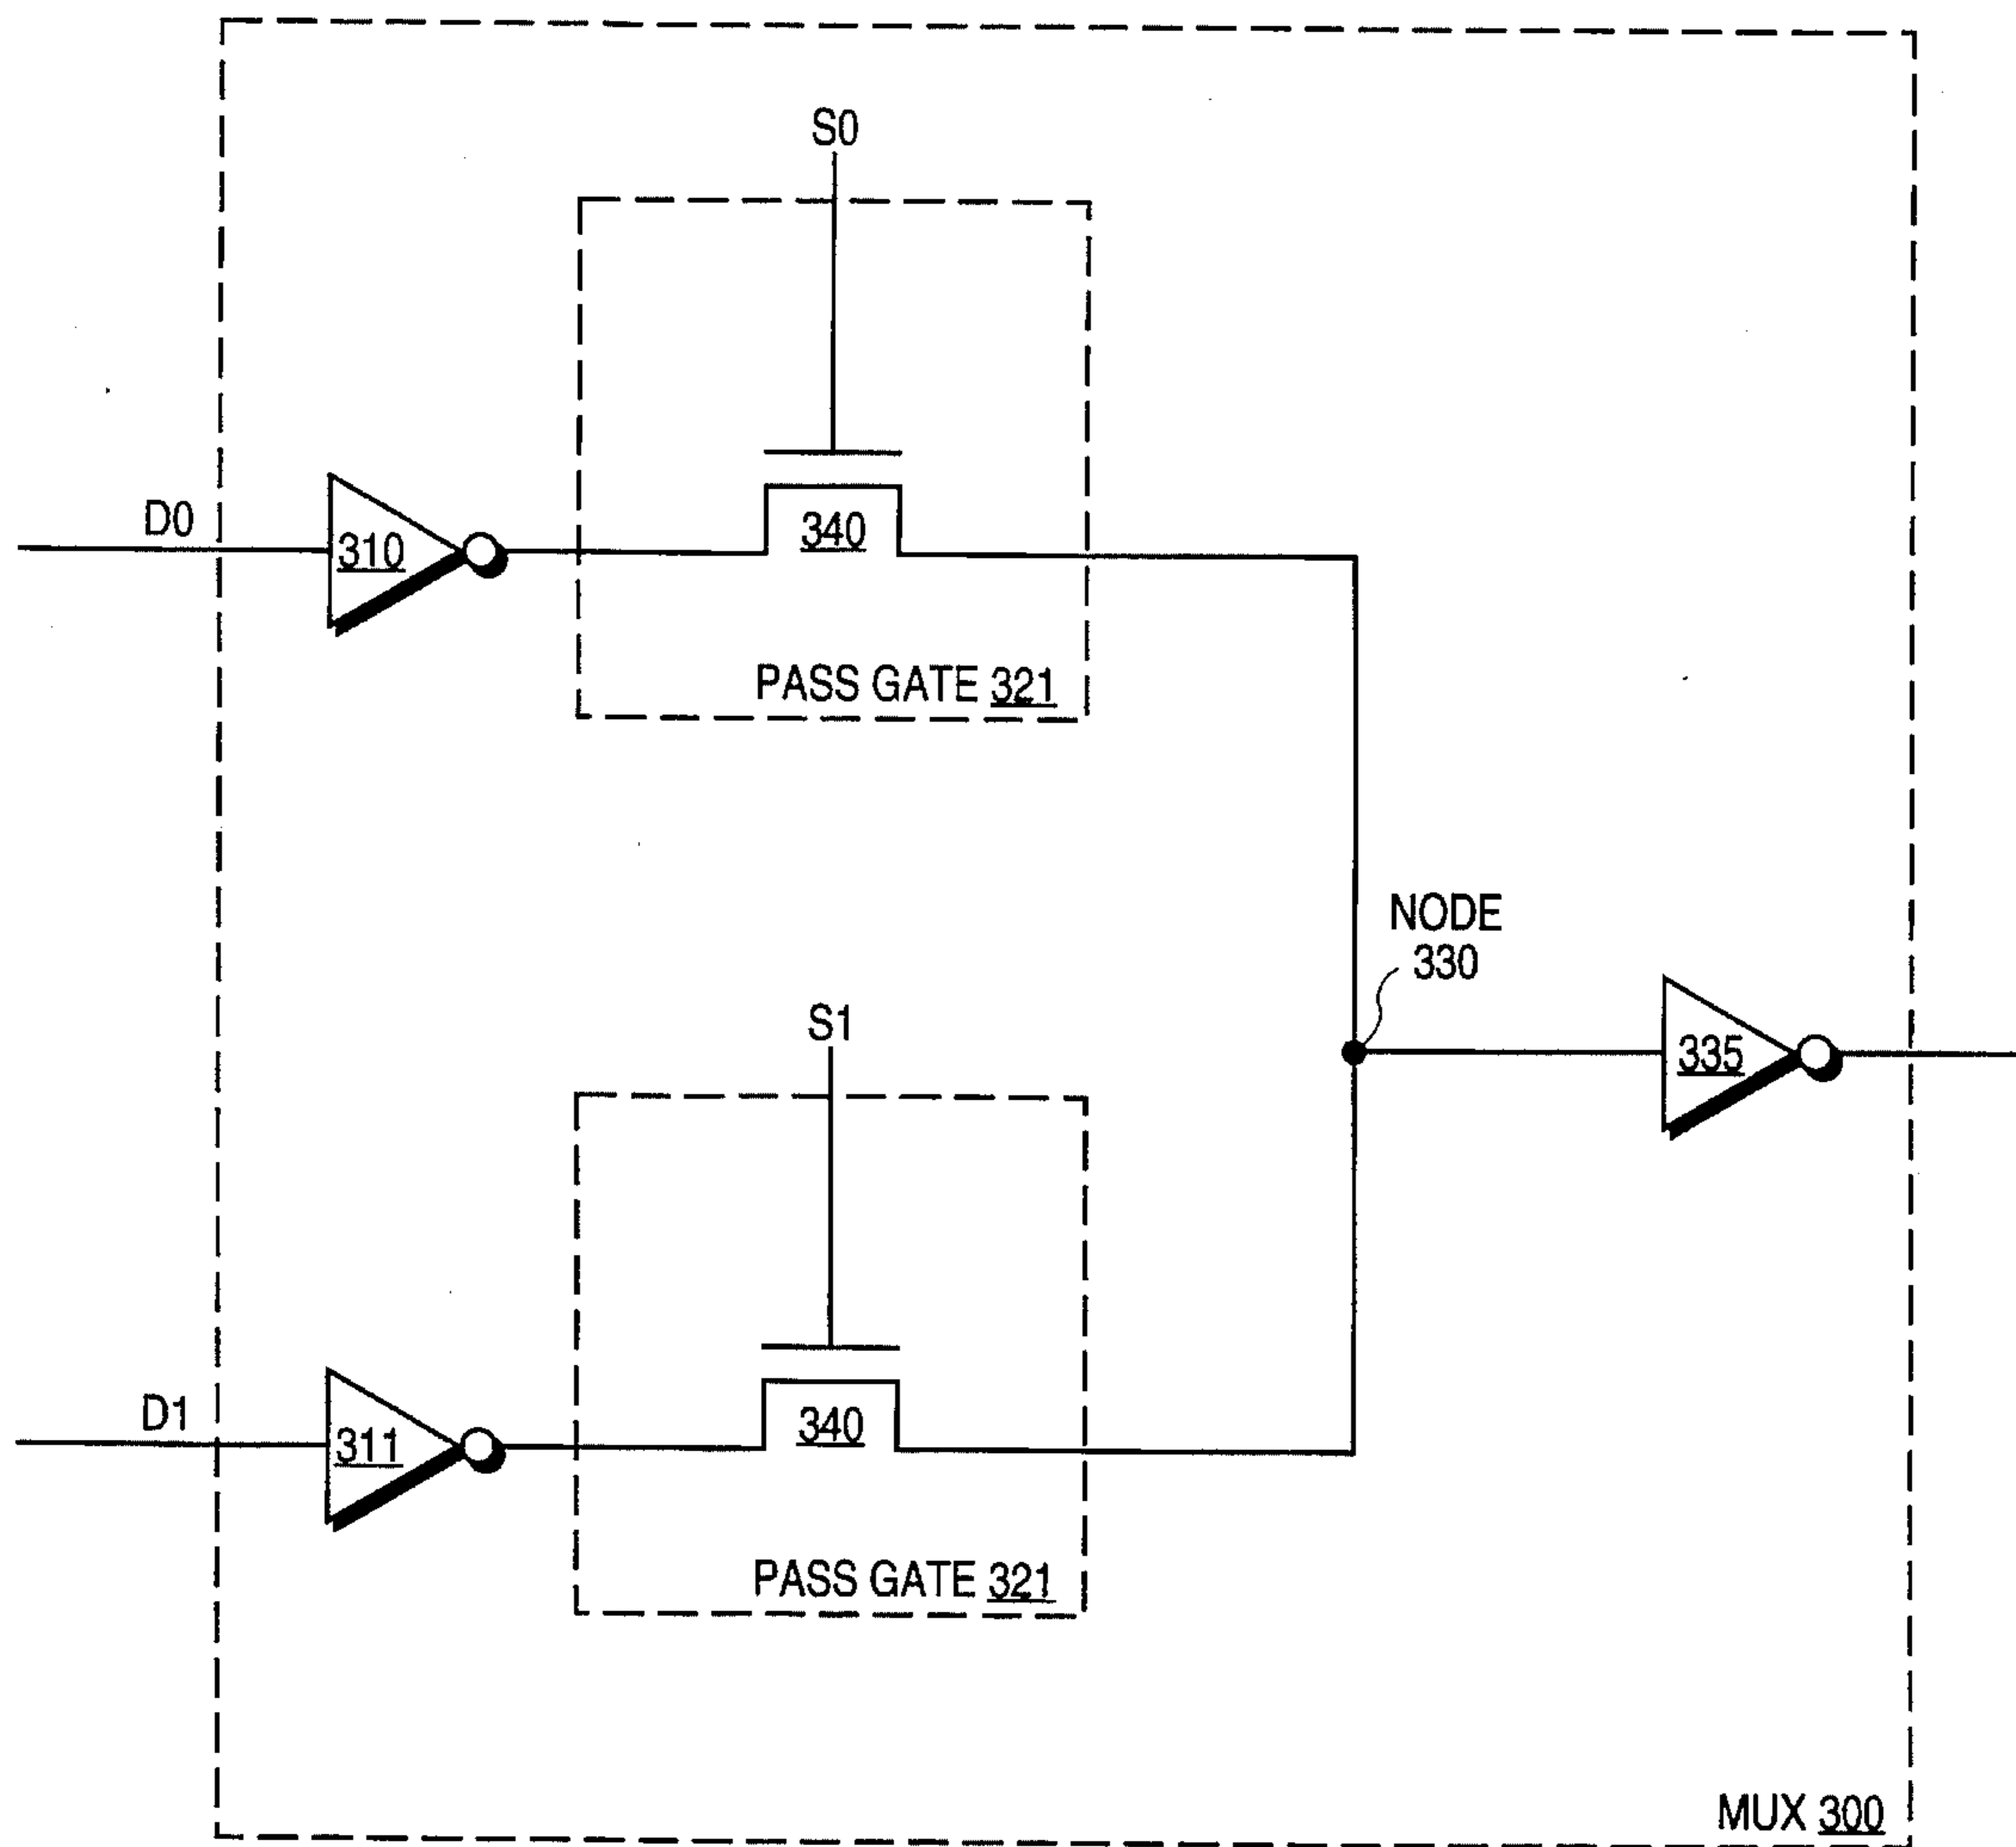 S0
D0
310
340
PASS GATE 321
NODE
330
S1
335
D1
311
340
PASS GATE 321
MUX 300